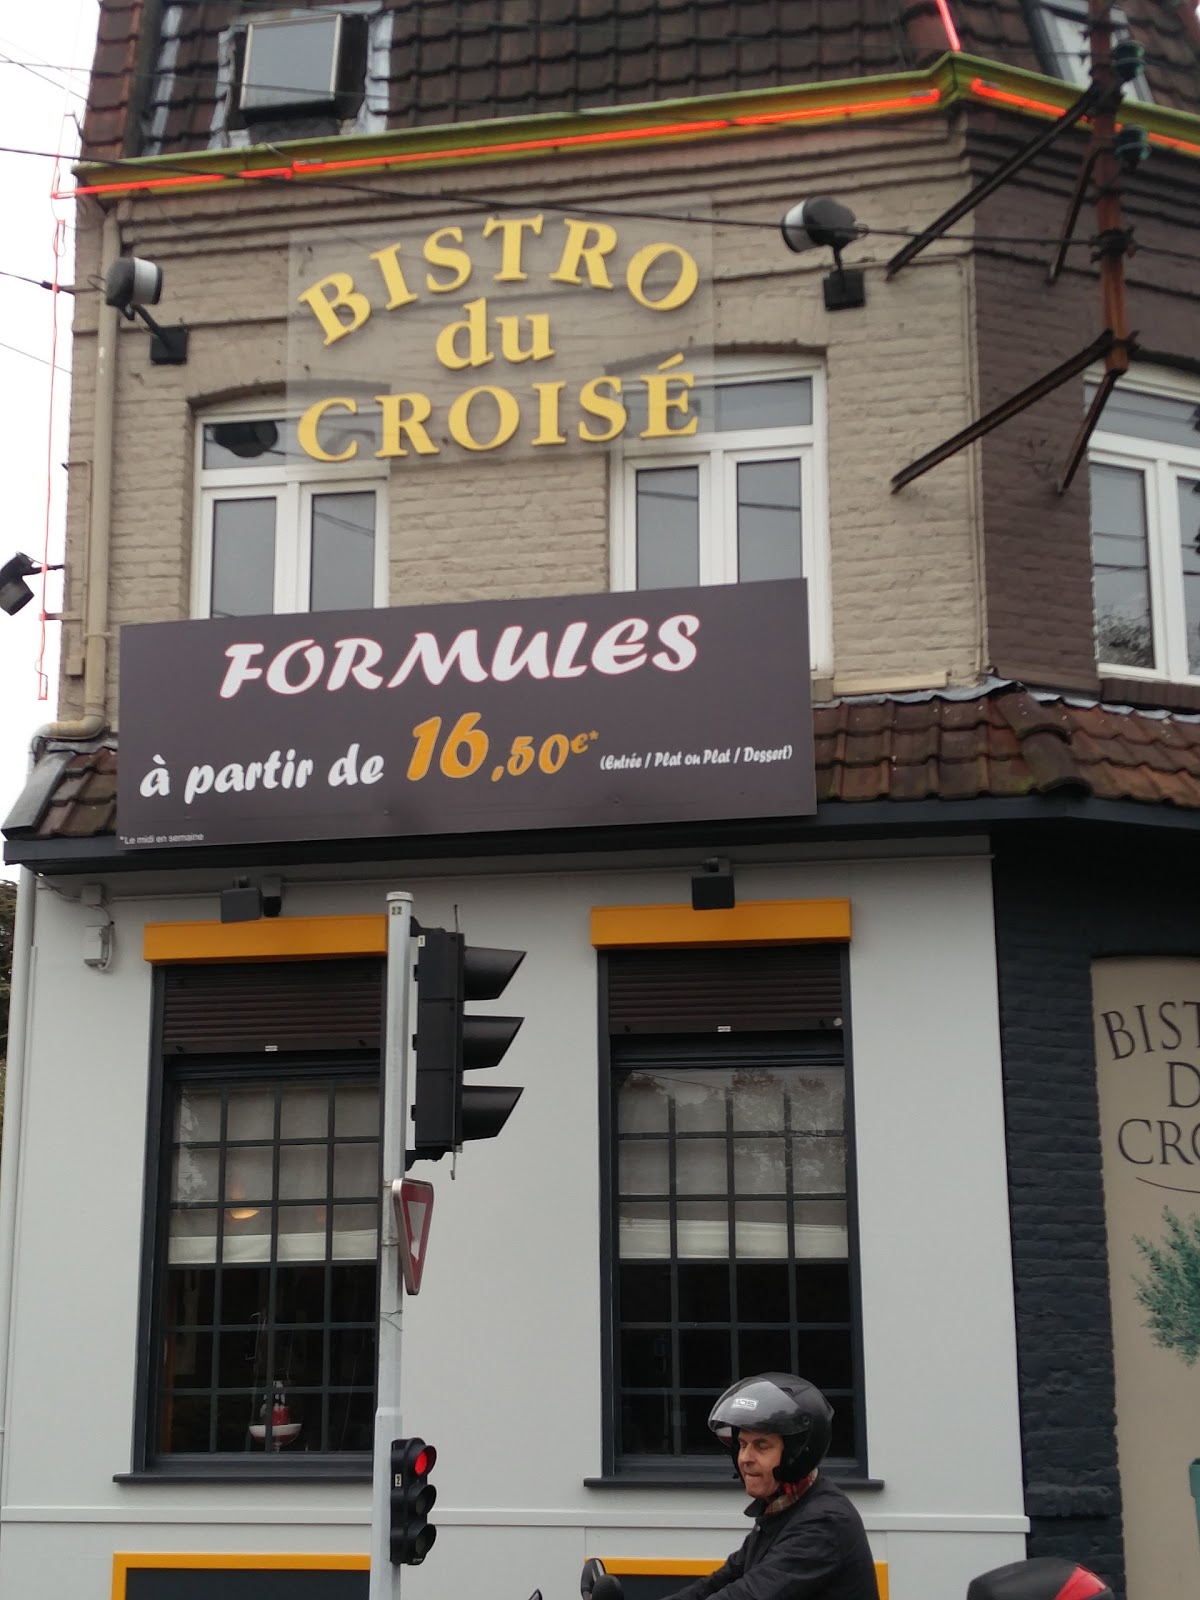 BISTRO
du
CROISÉ
FORMULES
à partir de 16,50€* (Entrée / Plat ou Plat / Dessert)
*Le midi en semaine
BIST
D
CRO